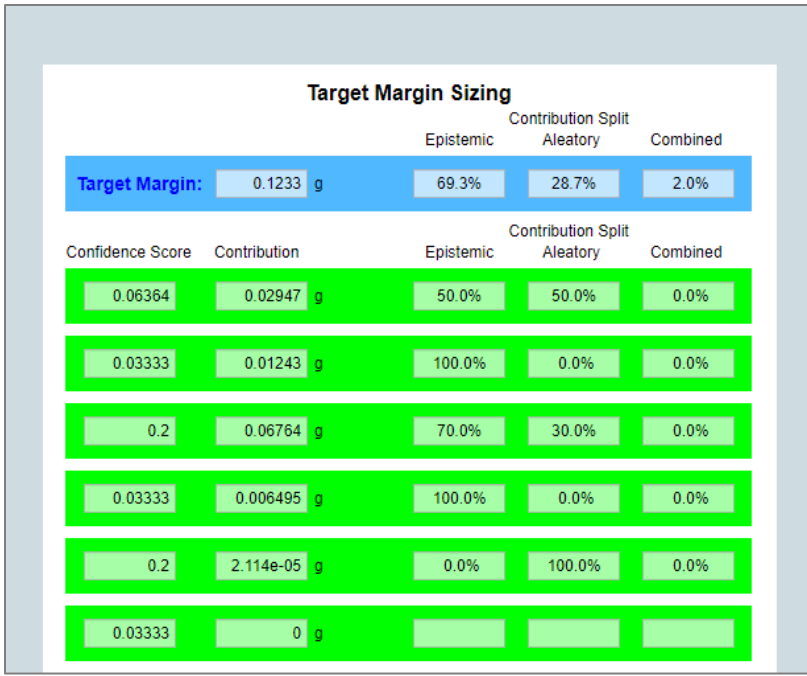 Target Margin Sizing
Contribution Split
Epistemic Aleatory Combined
Target Margin: 0.1233 g 69.3% 28.7% 2.0%
Contribution Split
Confidence Score Contribution Epistemic Aleatory Combined
0.06364 0.02947 g 50.0% 50.0% 0.0%
0.03333 0.01243 g 100.0% 0.0% 0.0%
0.2 0.06764 g 70.0% 30.0% 0.0%
0.03333 0.006495 g 100.0% 0.0% 0.0%
0.2 2.114e-05 g 0.0% 100.0% 0.0%
0.03333 0 g